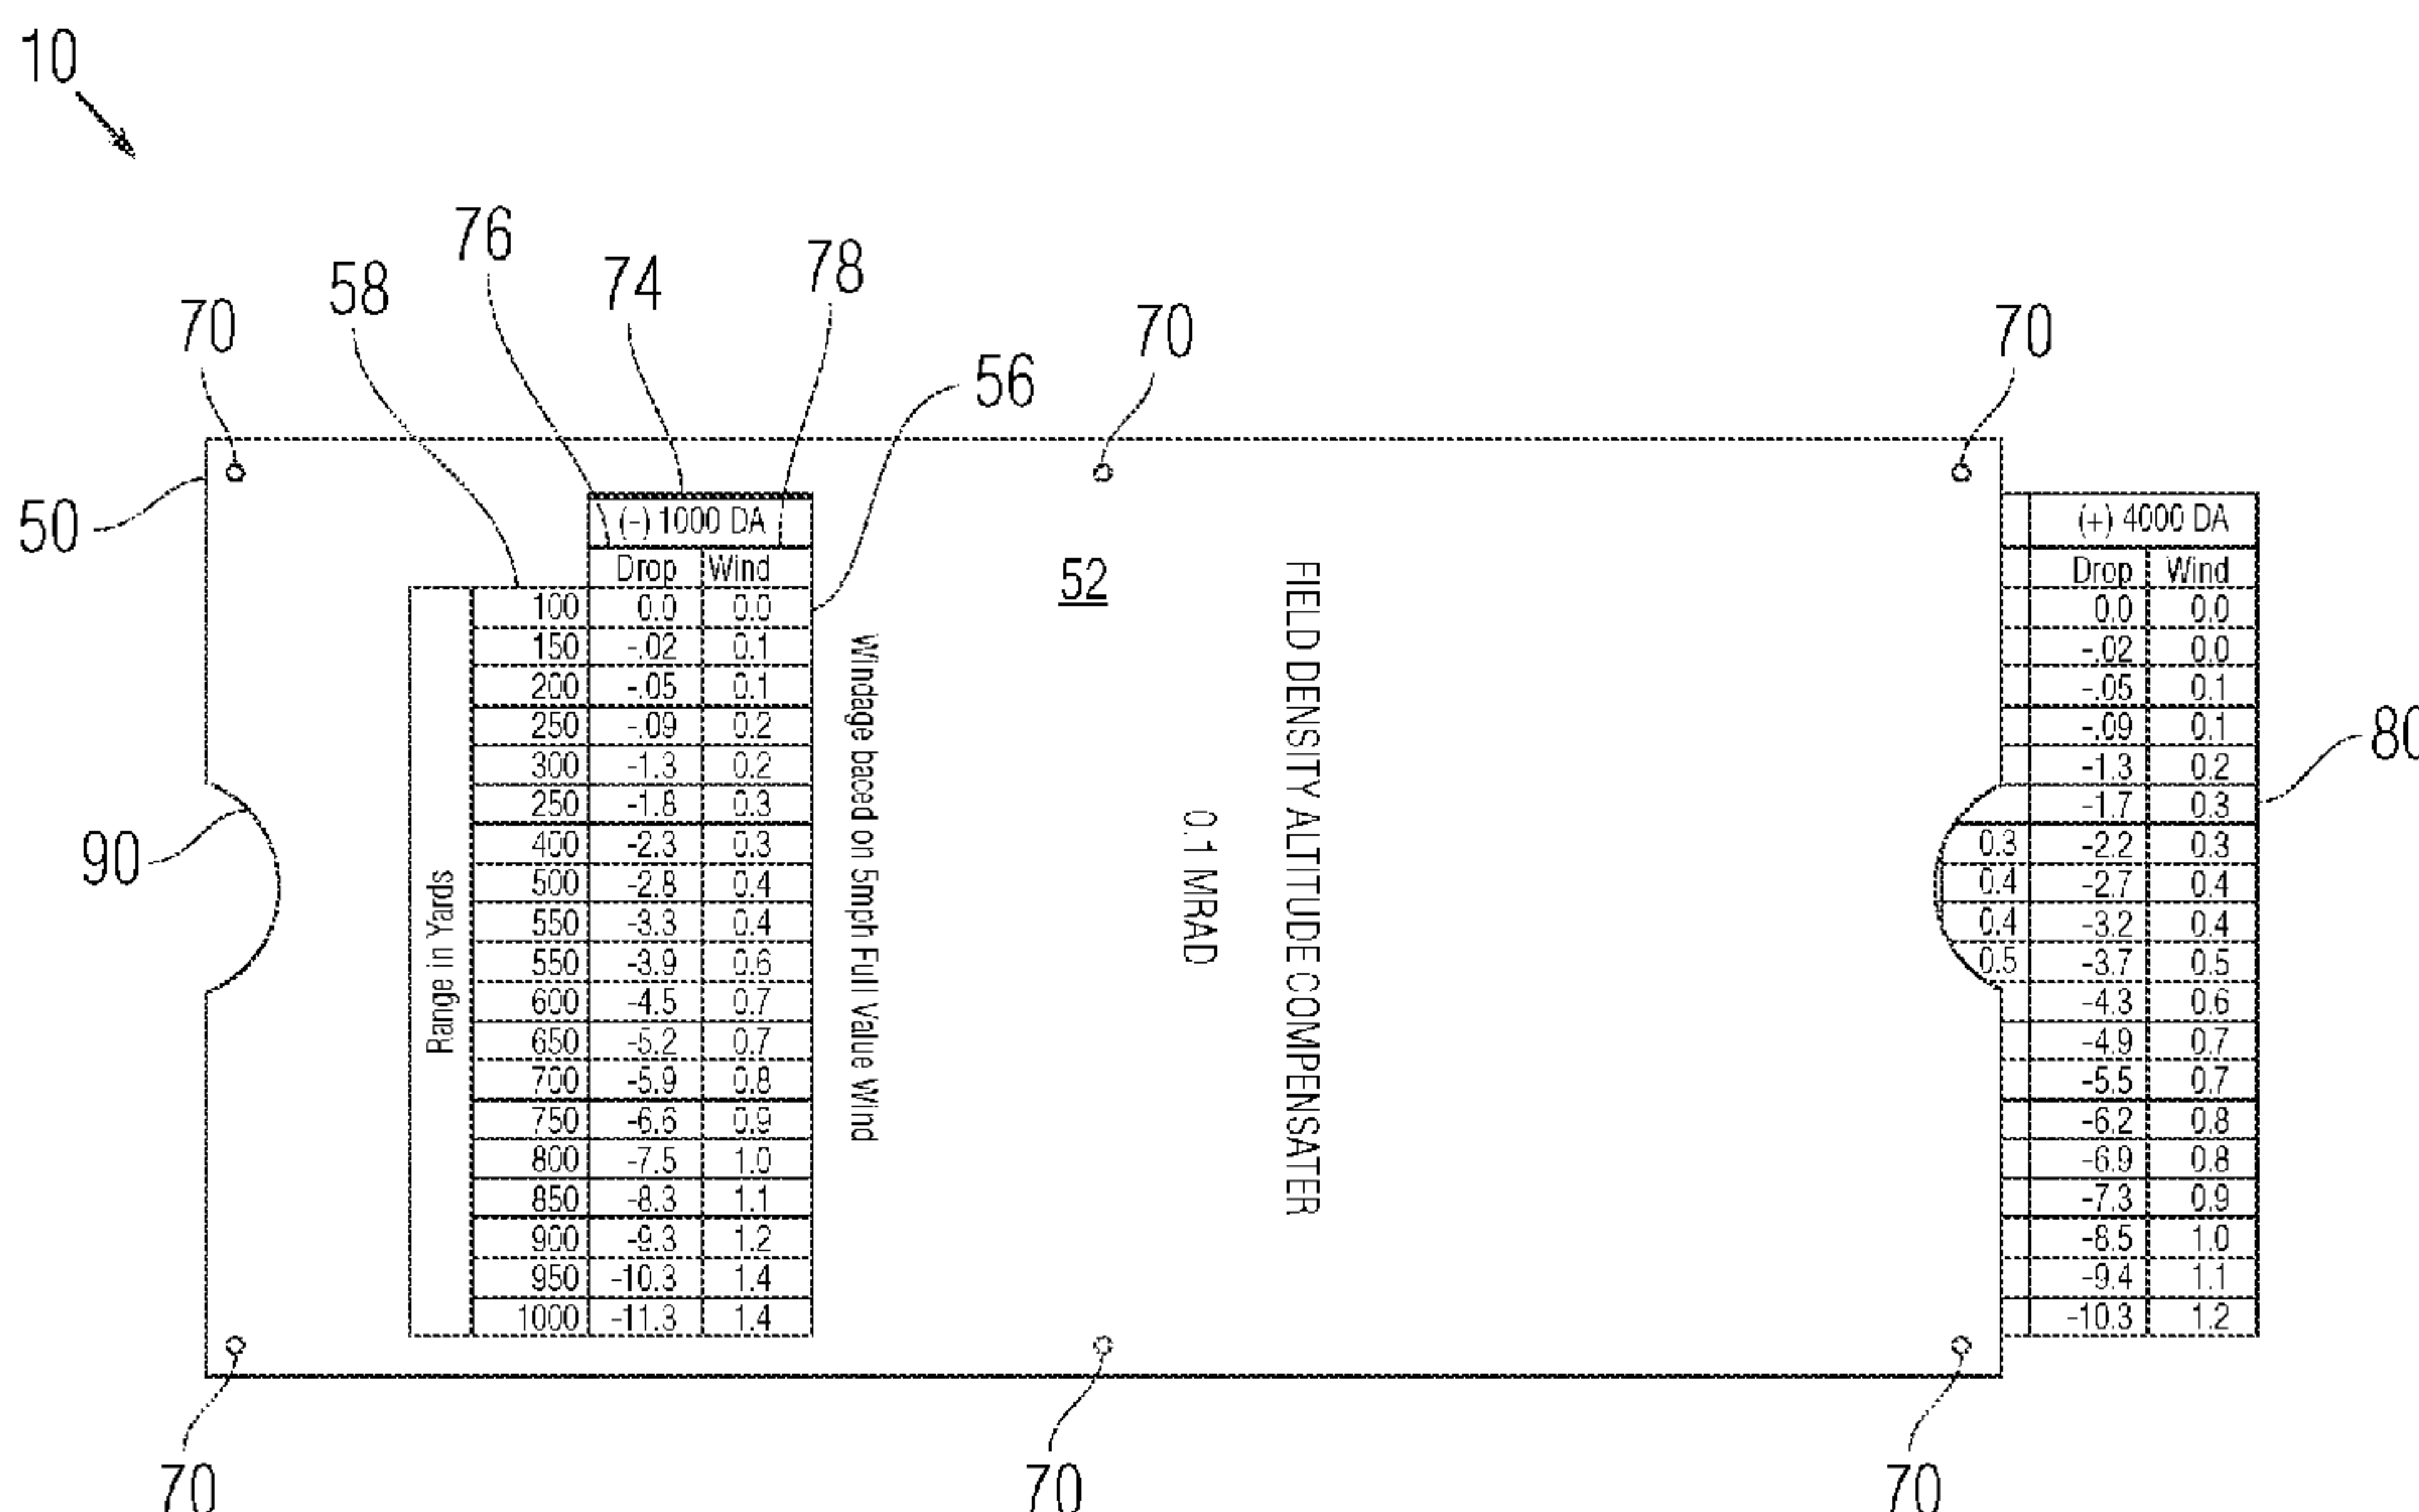 10
76
74
78
58
70
70
70
56
50
(-) 1000 DA
Drop Wind
Range in Yards
100 0.0 0.0
150 -.02 0.1
200 -.05 0.1
250 -.09 0.2
300 -1.3 0.2
250 -1.8 0.3
400 -2.3 0.3
500 -2.8 0.4
550 -3.3 0.4
550 -3.9 0.6
600 -4.5 0.7
650 -5.2 0.7
700 -5.9 0.8
750 -6.6 0.9
800 -7.5 1.0
850 -8.3 1.1
900 -9.3 1.2
950 -10.3 1.4
1000 -11.3 1.4
Windage baced on 5mph Full Value Wind
52
0.1 MRAD
FIELD DENSITY ALTITUDE COMPENSATER
(+) 4000 DA
Drop Wind
0.0 0.0
-.02 0.0
-.05 0.1
-.09 0.1
-1.3 0.2
-1.7 0.3
0.3 -2.2 0.3
0.4 -2.7 0.4
0.4 -3.2 0.4
0.5 -3.7 0.5
-4.3 0.6
-4.9 0.7
-5.5 0.7
-6.2 0.8
-6.9 0.8
-7.3 0.9
-8.5 1.0
-9.4 1.1
-10.3 1.2
80
90
70
70
70